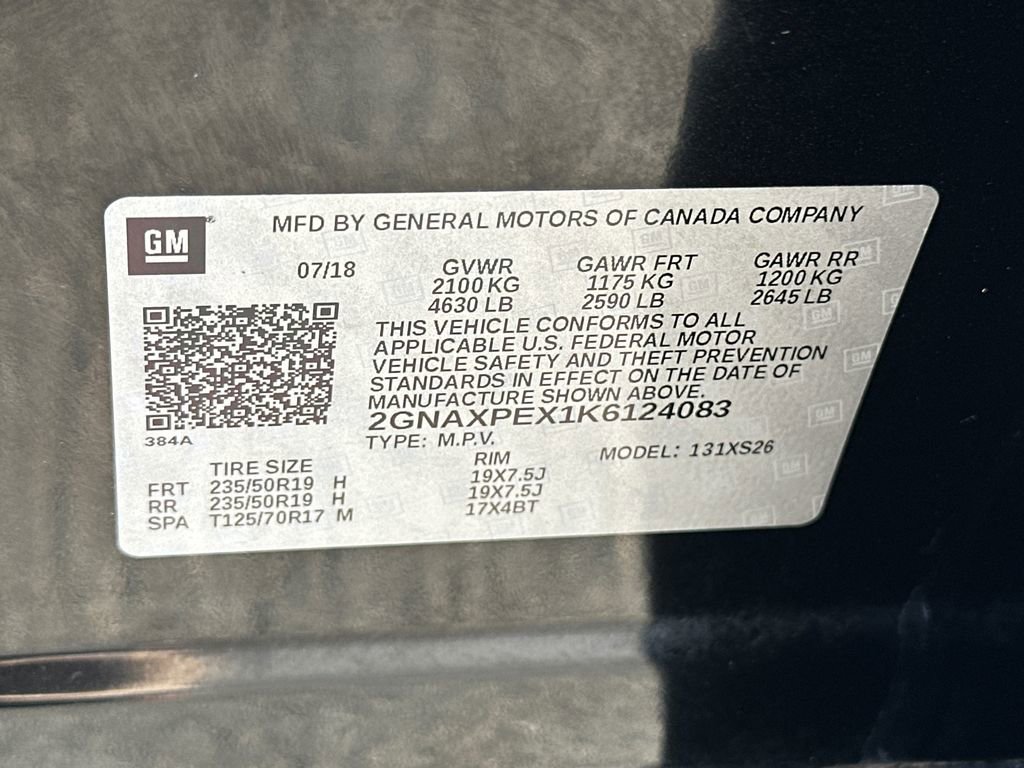 GM
MFD BY GENERAL MOTORS OF CANADA COMPANY
07/18 GVWR GAWR FRT GAWR RR
2100 KG 1175 KG 1200 KG
4630 LB 2590 LB 2645 LB
THIS VEHICLE CONFORMS TO ALL
APPLICABLE U.S. FEDERAL MOTOR
VEHICLE SAFETY AND THEFT PREVENTION
STANDARDS IN EFFECT ON THE DATE OF
MANUFACTURE SHOWN ABOVE.
2GNAXPEX1K6124083
384A
TYPE: M.P.V. MODEL: 131XS26
TIRE SIZE RIM
FRT 235/50R19 H 19X7.5J
RR 235/50R19 H 19X7.5J
SPA T125/70R17 M 17X4BT